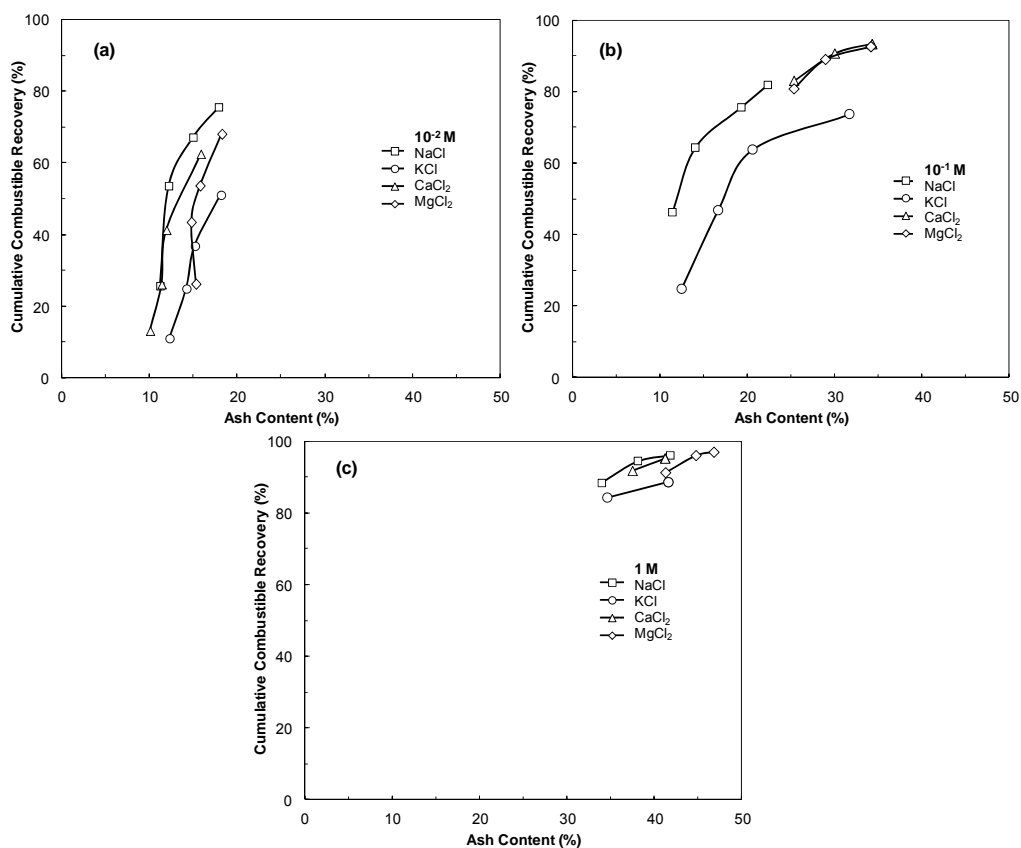 (a)
Cumulative Combustible Recovery (%)
100
80
60
40
20
0
10⁻² M
NaCl
KCl
CaCl₂
MgCl₂
0 10 20 30 40 50
Ash Content (%)
(b)
Cumulative Combustible Recovery (%)
100
80
60
40
20
0
10⁻¹ M
NaCl
KCl
CaCl₂
MgCl₂
0 10 20 30 40 50
Ash Content (%)
(c)
Cumulative Combustible Recovery (%)
100
80
60
40
20
0
1 M
NaCl
KCl
CaCl₂
MgCl₂
0 10 20 30 40 50
Ash Content (%)